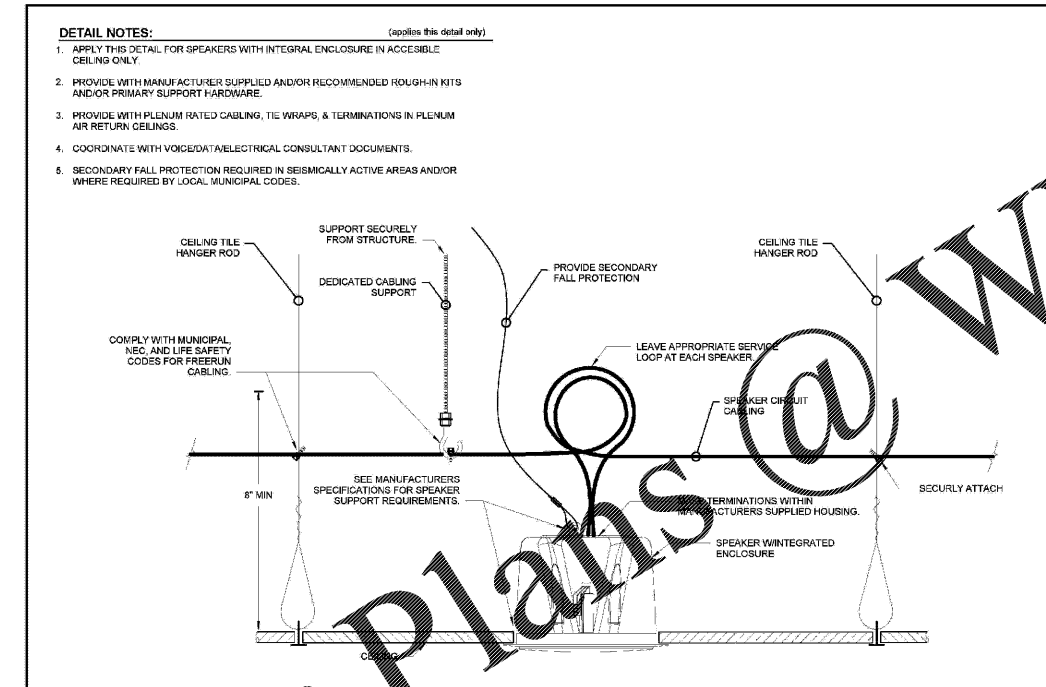 DETAIL NOTES: (applies this detail only)
1. APPLY THIS DETAIL FOR SPEAKERS WITH INTEGRAL ENCLOSURE IN ACCESIBLE
CEILING ONLY.
2. PROVIDE WITH MANUFACTURER SUPPLIED AND/OR RECOMMENDED ROUGH-IN KITS
AND/OR PRIMARY SUPPORT HARDWARE.
3. PROVIDE WITH PLENUM RATED CABLING, TIE WRAPS, & TERMINATIONS IN PLENUM
AIR RETURN CEILINGS.
4. COORDINATE WITH VOICE/DATA/ELECTRICAL CONSULTANT DOCUMENTS.
5. SECONDARY FALL PROTECTION REQUIRED IN SEISMICALLY ACTIVE AREAS AND/OR
WHERE REQUIRED BY LOCAL MUNICIPAL CODES.
SUPPORT SECURELY
FROM STRUCTURE.
CEILING TILE
HANGER ROD
CEILING TILE
HANGER ROD
DEDICATED CABLING
SUPPORT
PROVIDE SECONDARY
FALL PROTECTION
COMPLY WITH MUNICIPAL,
NEC, AND LIFE SAFETY
CODES FOR FREERUN
CABLING.
LEAVE APPROPRIATE SERVICE
LOOP AT EACH SPEAKER.
SPEAKER CIRCUIT
CABLING
8" MIN
SEE MANUFACTURERS
SPECIFICATIONS FOR SPEAKER
SUPPORT REQUIREMENTS.
SECURLY ATTACH
TERMINATIONS WITHIN
MANUFACTURERS SUPPLIED HOUSING.
SPEAKER W/INTEGRATED
ENCLOSURE
CEILING
Plans @ W